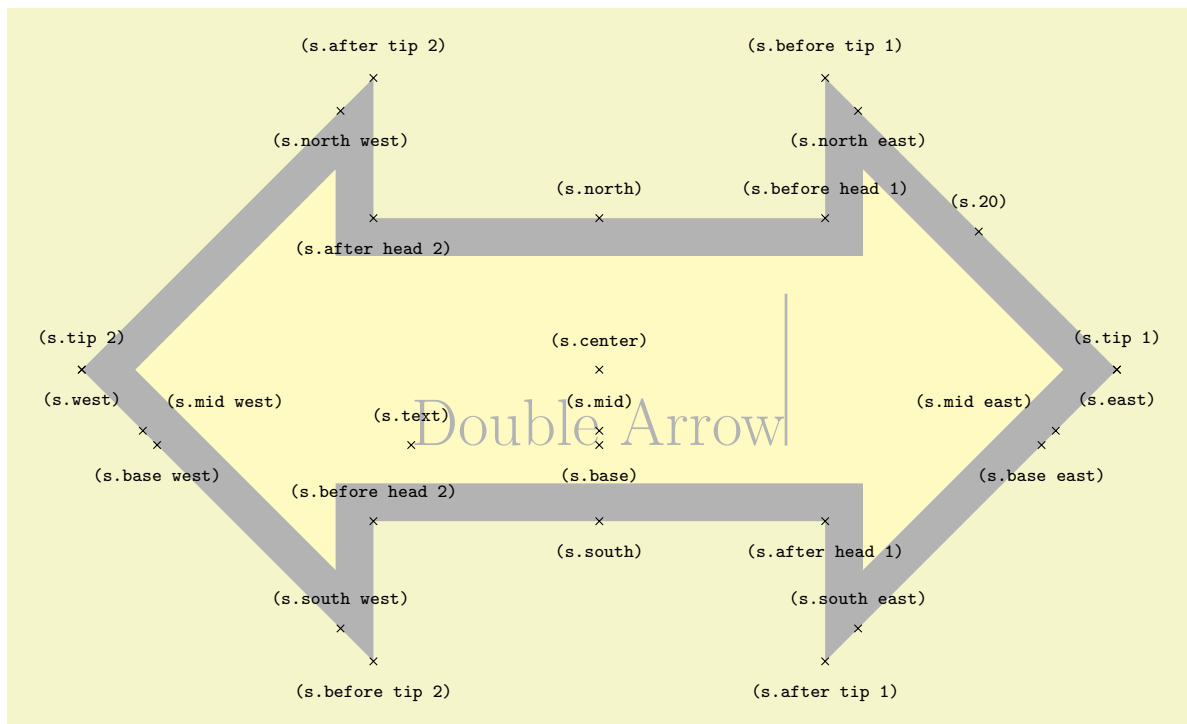 (s.after tip 2) (s.before tip 1)
(s.north west) (s.north east)
(s.north) (s.before head 1)
(s.20)
(s.after head 2)
(s.tip 2) (s.center) (s.tip 1)
(s.west) (s.mid west) (s.mid) (s.mid east) (s.east)
(s.text)
Double Arrow
(s.base west) (s.base) (s.base east)
(s.before head 2)
(s.south) (s.after head 1)
(s.south west) (s.south east)
(s.before tip 2) (s.after tip 1)